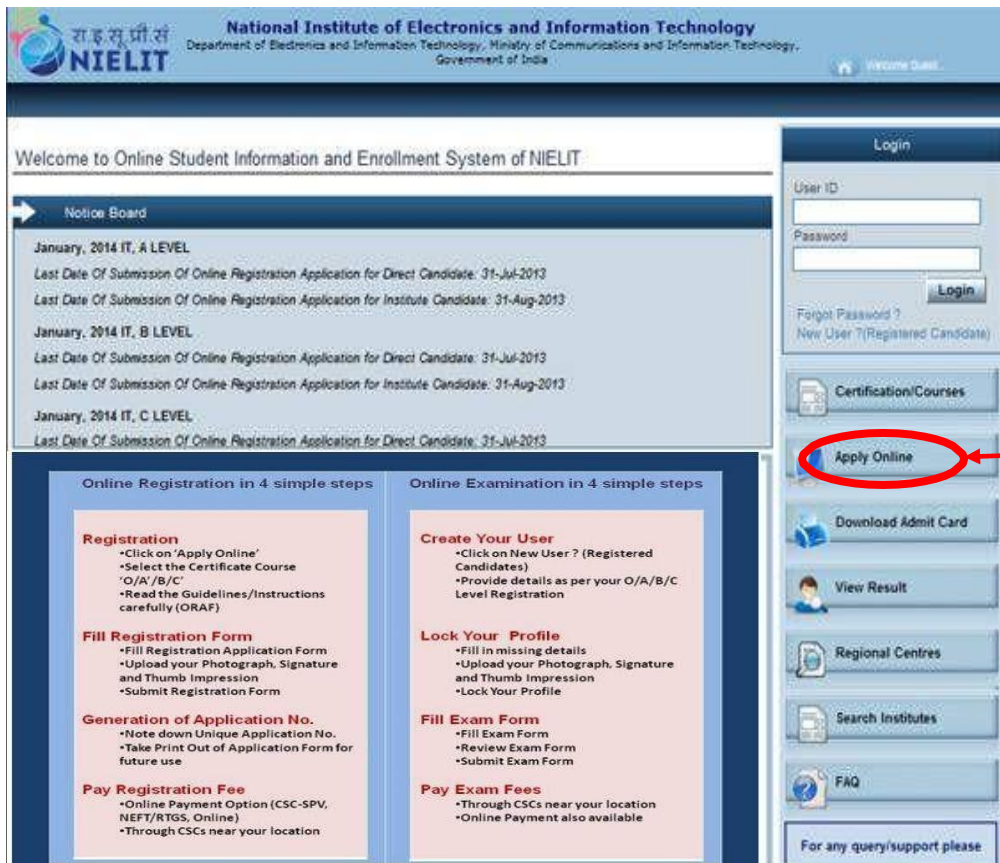 रा.इ.सू.प्रौ.सं
NIELIT
National Institute of Electronics and Information Technology
Department of Electronics and Information Technology, Ministry of Communications and Information Technology,
Government of India
Welcome Guest...
Welcome to Online Student Information and Enrollment System of NIELIT
Notice Board
January, 2014 IT, A LEVEL
Last Date Of Submission Of Online Registration Application for Direct Candidate: 31-Jul-2013
Last Date Of Submission Of Online Registration Application for Institute Candidate: 31-Aug-2013
January, 2014 IT, B LEVEL
Last Date Of Submission Of Online Registration Application for Direct Candidate: 31-Jul-2013
Last Date Of Submission Of Online Registration Application for Institute Candidate: 31-Aug-2013
January, 2014 IT, C LEVEL
Last Date Of Submission Of Online Registration Application for Direct Candidate: 31-Jul-2013
Online Registration in 4 simple steps
Registration
•Click on 'Apply Online'
•Select the Certificate Course
'O/A'/B/C'
•Read the Guidelines/Instructions
carefully (ORAF)
Fill Registration Form
•Fill Registration Application Form
•Upload your Photograph, Signature
and Thumb Impression
•Submit Registration Form
Generation of Application No.
•Note down Unique Application No.
•Take Print Out of Application Form for
future use
Pay Registration Fee
•Online Payment Option (CSC-SPV,
NEFT/RTGS, Online)
•Through CSCs near your location
Online Examination in 4 simple steps
Create Your User
•Click on New User ? (Registered
Candidates)
•Provide details as per your O/A/B/C
Level Registration
Lock Your Profile
•Fill in missing details
•Upload your Photograph, Signature
and Thumb Impression
•Lock Your Profile
Fill Exam Form
•Fill Exam Form
•Review Exam Form
•Submit Exam Form
Pay Exam Fees
•Through CSCs near your location
•Online Payment also available
Login
User ID
Password
Login
Forgot Password ?
New User ?(Registered Candidate)
Certification/Courses
Apply Online
Download Admit Card
View Result
Regional Centres
Search Institutes
FAQ
For any query/support please